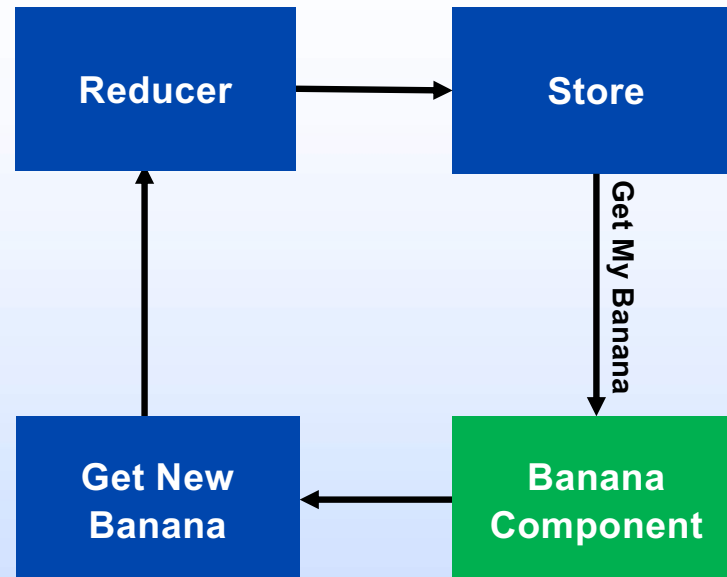 Reducer
Store
Get My Banana
Get New
Banana
Banana
Component